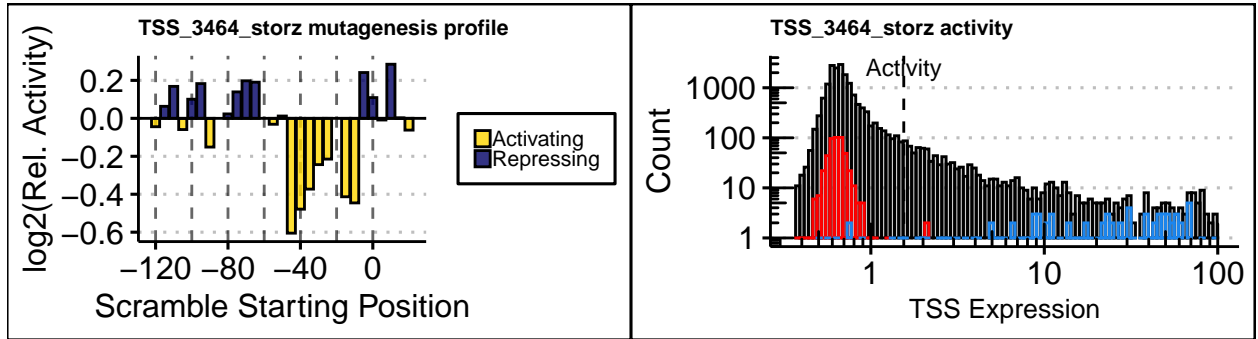 TSS_3464_storz mutagenesis profile
log2(Rel. Activity)
0.2
0.0
−0.2
−0.4
−0.6
−120 −80 −40 0
Scramble Starting Position
Activating
Repressing
TSS_3464_storz activity
Activity
Count
1000
100
10
1
1 10 100
TSS Expression